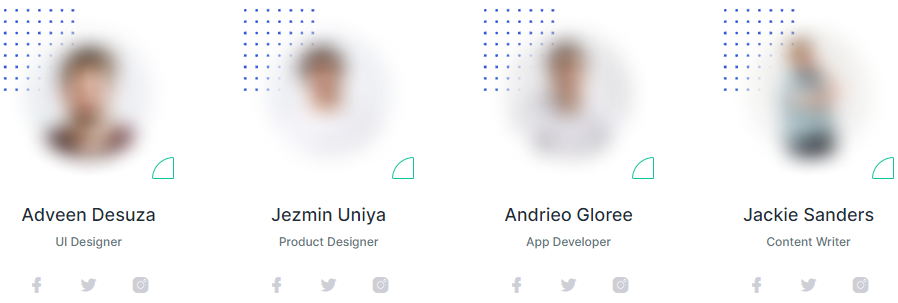 Adveen Desuza
UI Designer
Jezmin Uniya
Product Designer
Andrieo Gloree
App Developer
Jackie Sanders
Content Writer